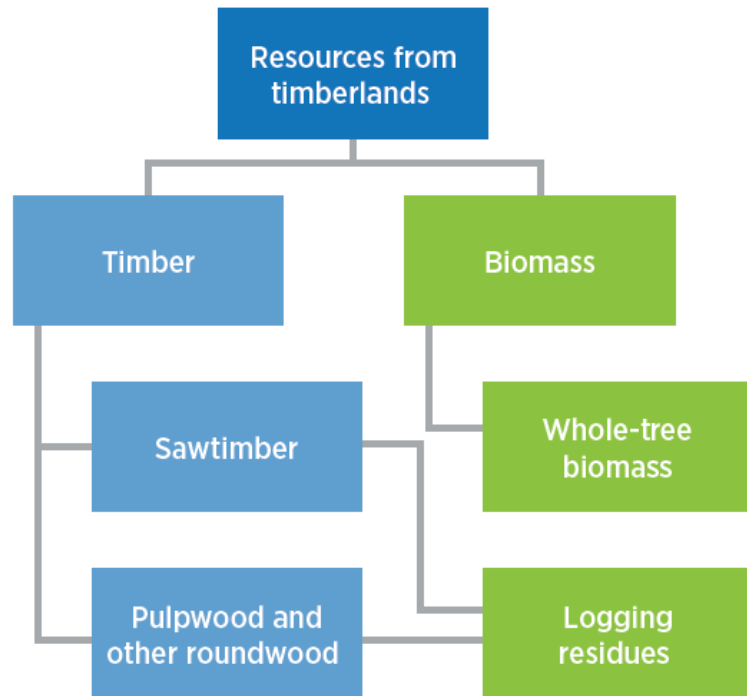 Resources from
timberlands
Timber
Biomass
Sawtimber
Whole-tree
biomass
Pulpwood and
other roundwood
Logging
residues